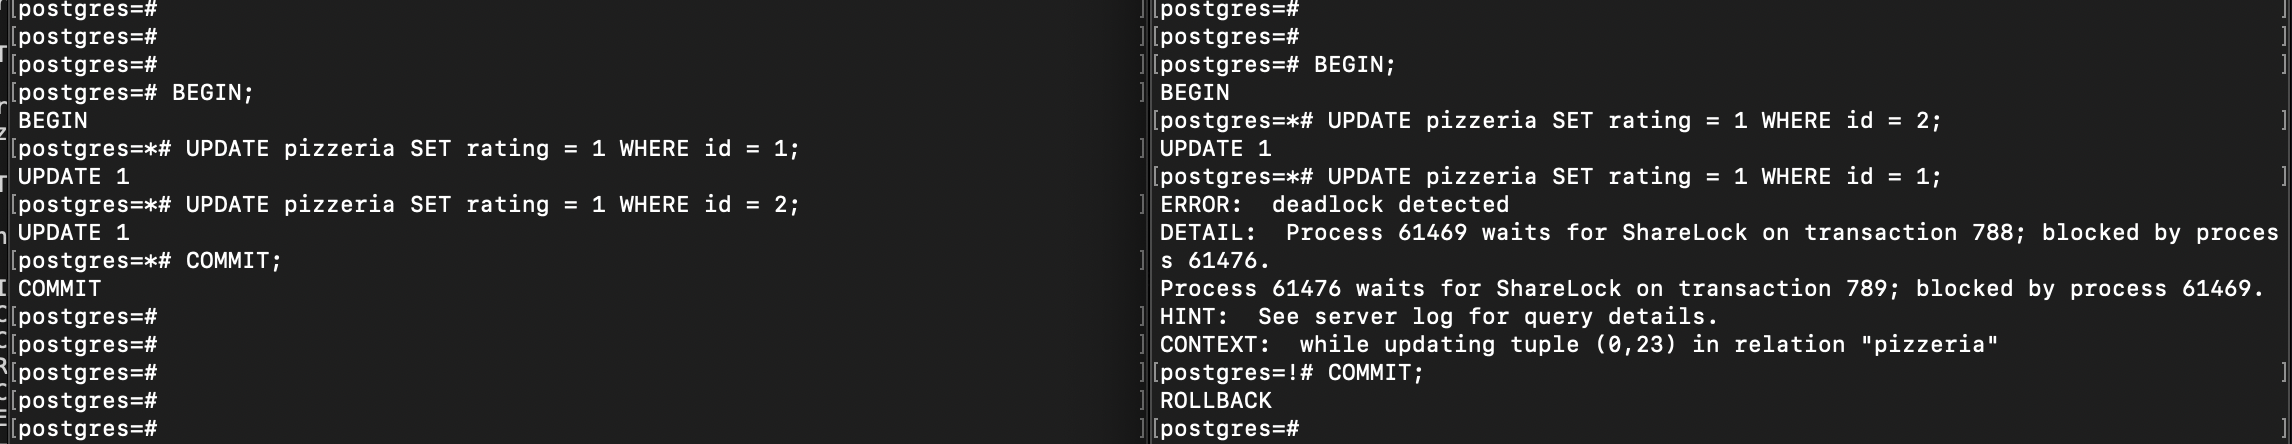 [postgres=#
[postgres=#
[postgres=#
[postgres=# BEGIN;
BEGIN
[postgres=*# UPDATE pizzeria SET rating = 1 WHERE id = 1;
UPDATE 1
[postgres=*# UPDATE pizzeria SET rating = 1 WHERE id = 2;
UPDATE 1
[postgres=*# COMMIT;
COMMIT
[postgres=#
[postgres=#
[postgres=#
[postgres=#
[postgres=#
[postgres=#
[postgres=#
[postgres=# BEGIN;
BEGIN
[postgres=*# UPDATE pizzeria SET rating = 1 WHERE id = 2;
UPDATE 1
[postgres=*# UPDATE pizzeria SET rating = 1 WHERE id = 1;
ERROR:  deadlock detected
DETAIL:  Process 61469 waits for ShareLock on transaction 788; blocked by proces
s 61476.
Process 61476 waits for ShareLock on transaction 789; blocked by process 61469.
HINT:  See server log for query details.
CONTEXT:  while updating tuple (0,23) in relation "pizzeria"
[postgres=!# COMMIT;
ROLLBACK
[postgres=#